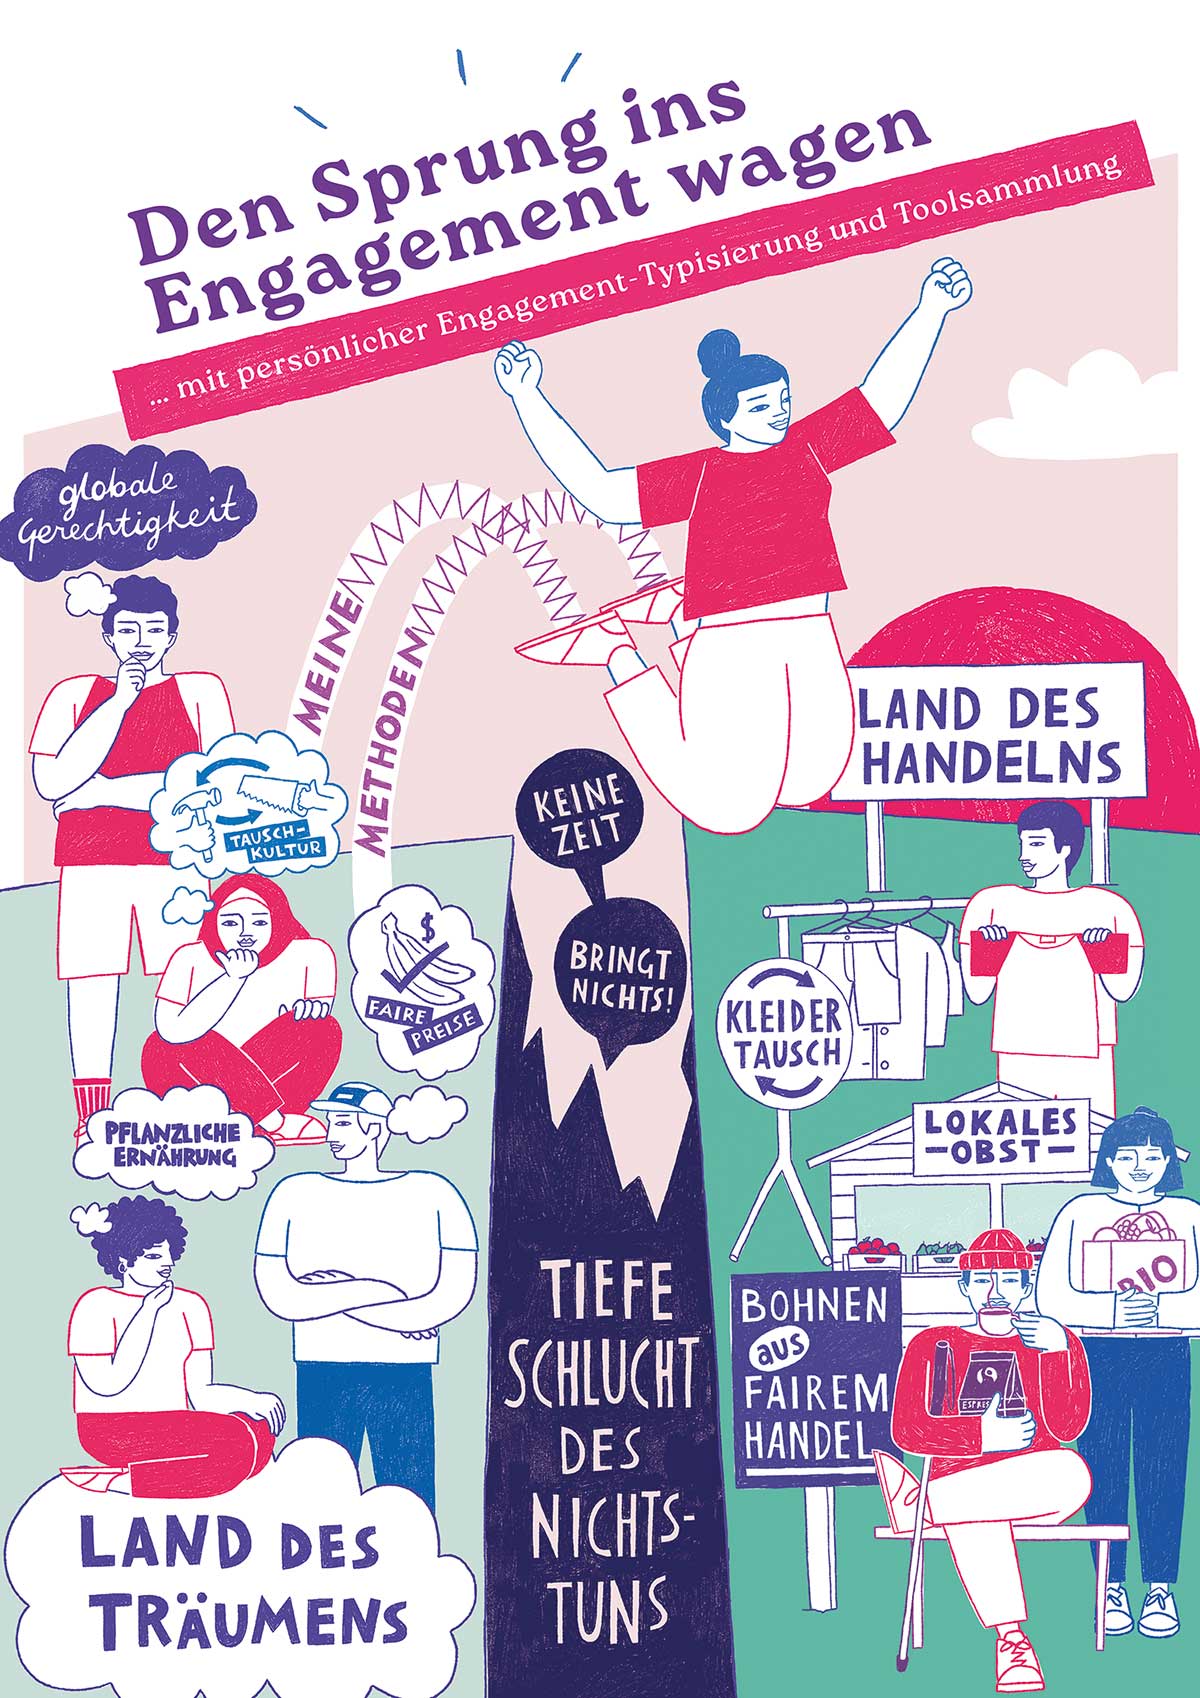 Den Sprung ins
Engagement wagen
... mit persönlicher Engagement-Typisierung und Toolsammlung
globale
Gerechtigkeit
MEINE
METHODEN
TAUSCH-
KULTUR
$
FAIRE
PREISE
PFLANZLICHE
ERNÄHRUNG
LAND DES
TRÄUMENS
KEINE
ZEIT
BRINGT
NICHTS!
TIEFE
SCHLUCHT
DES
NICHTS-
TUNS
LAND DES
HANDELNS
KLEIDER
TAUSCH
LOKALES
-OBST-
BIO
BOHNEN
aus
FAIREM
HANDEL
ESPRES